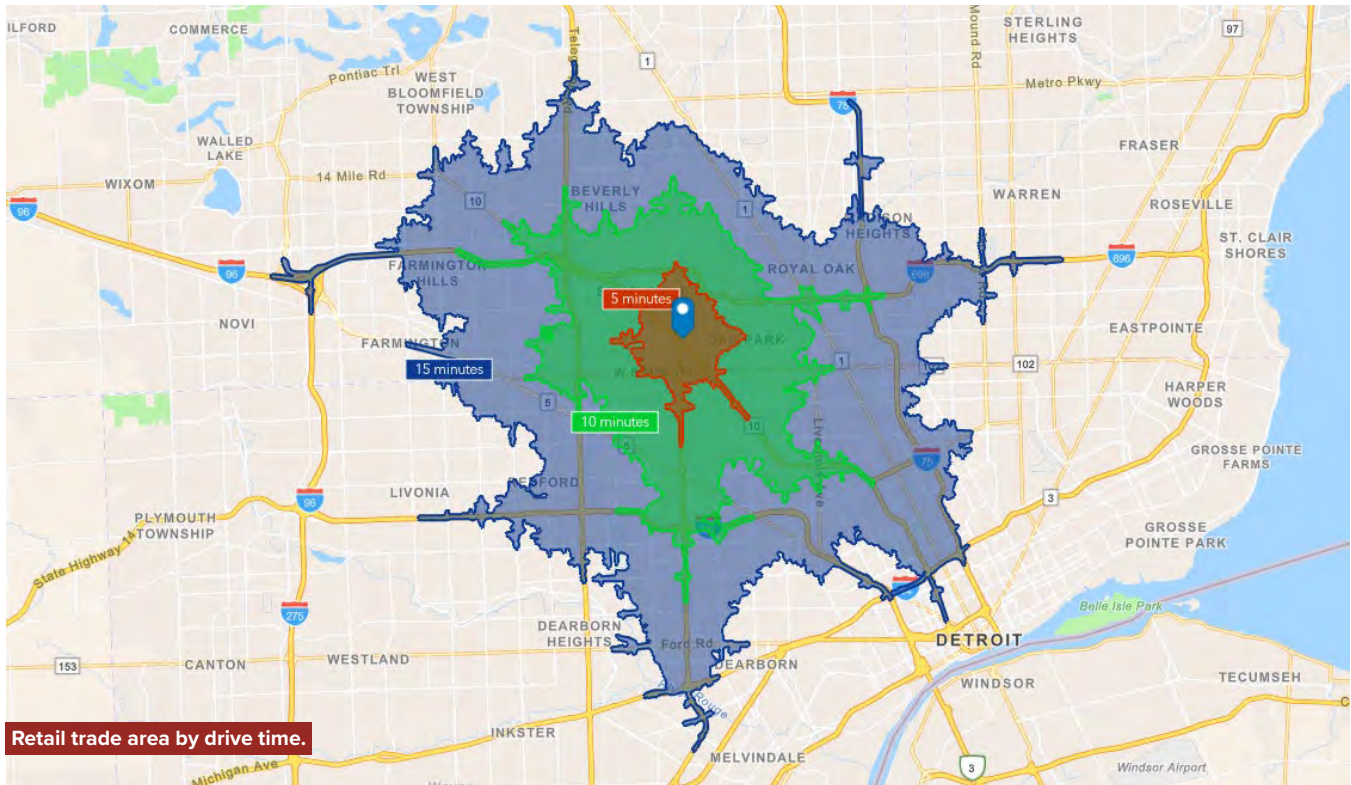 ILFORD
COMMERCE
STERLING
HEIGHTS
97
1
Mound Rd
Pontiac Trl
WEST
BLOOMFIELD
TOWNSHIP
Metro Pkwy
75
WALLED
LAKE
FRASER
14 Mile Rd
WIXOM
BEVERLY
HILLS
WARREN
ROSEVILLE
96
10
1
HEIGHTS
ST. CLAIR
SHORES
96
FARMINGTON
HILLS
ROYAL OAK
696
696
5 minutes
NOVI
EASTPOINTE
FARMINGTON
PARK
1
102
15 minutes
HARPER
WOODS
5
10 minutes
10
5
75
GROSSE POINTE
FARMS
LIVONIA
96
3
PLYMOUTH
TOWNSHIP
GROSSE
POINTE PARK
State Highway 14
275
Belle Isle Park
DEARBORN
HEIGHTS
DETROIT
Ford Rd
153
CANTON
WESTLAND
DEARBORN
WINDSOR
TECUMSEH
Rouge
Retail trade area by drive time.
INKSTER
MELVINDALE
Michigan Ave
3
Windsor Airport